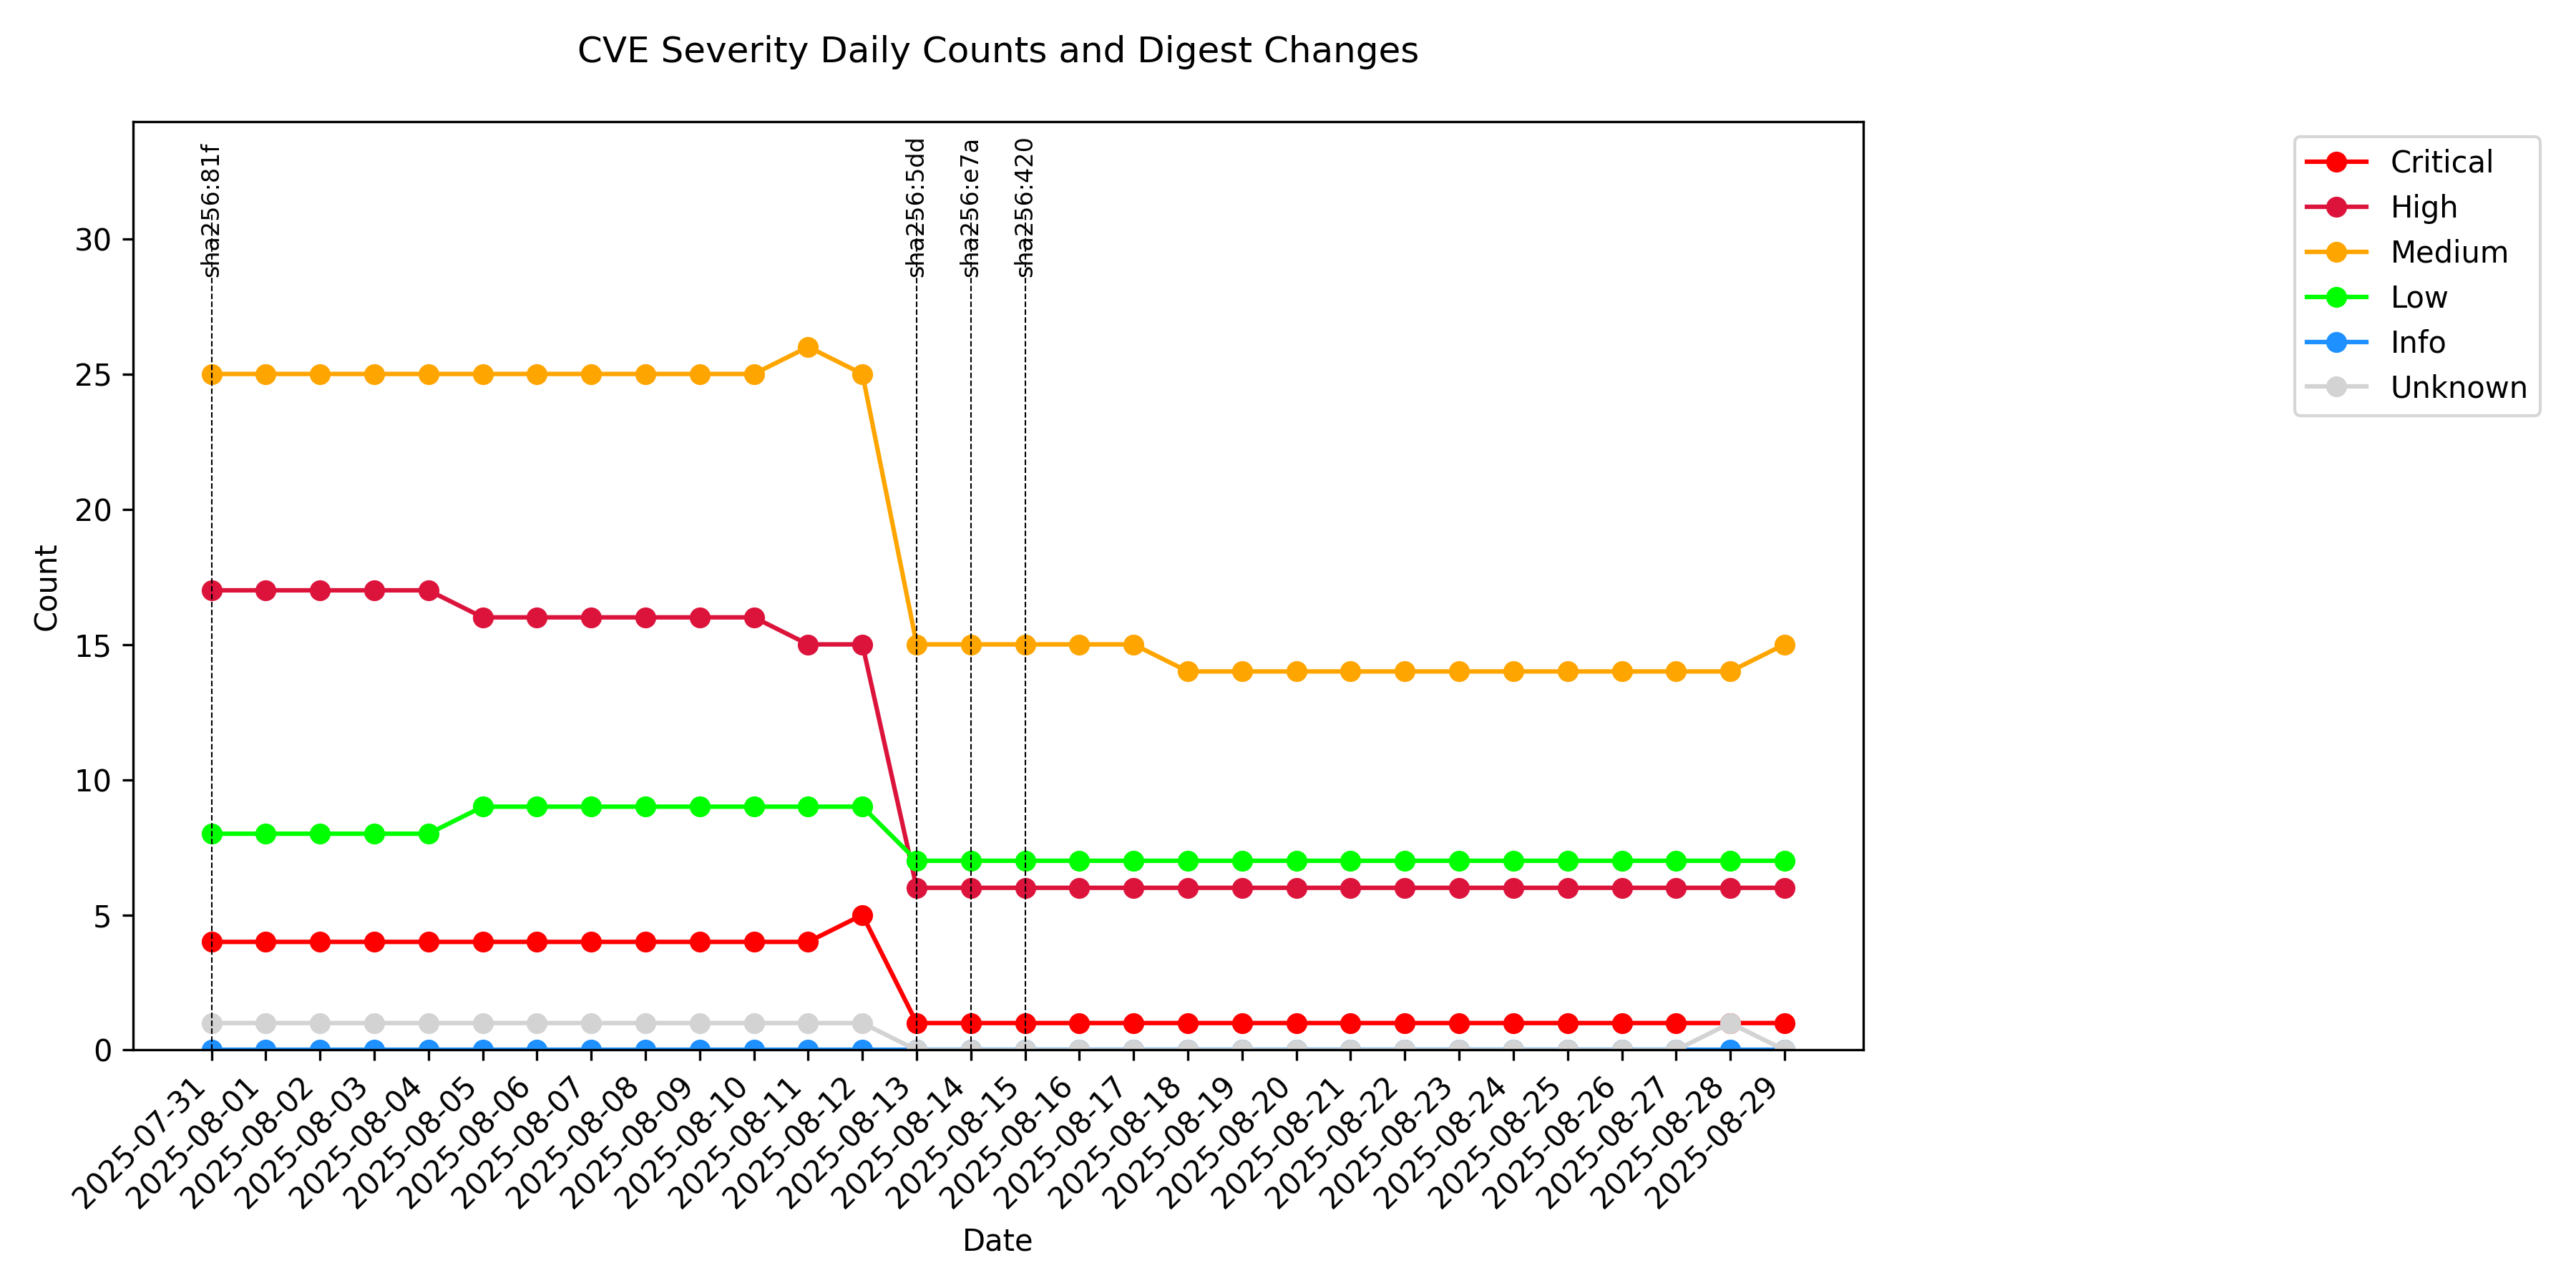 CVE Severity Daily Counts and Digest Changes
sha256:81f
sha256:5dd
sha256:e7a
sha256:420
Critical
High
Medium
Low
Info
Unknown
Count
30
25
20
15
10
5
0
2025-07-31
2025-08-01
2025-08-02
2025-08-03
2025-08-04
2025-08-05
2025-08-06
2025-08-07
2025-08-08
2025-08-09
2025-08-10
2025-08-11
2025-08-12
2025-08-13
2025-08-14
2025-08-15
2025-08-16
2025-08-17
2025-08-18
2025-08-19
2025-08-20
2025-08-21
2025-08-22
2025-08-23
2025-08-24
2025-08-25
2025-08-26
2025-08-27
2025-08-28
2025-08-29
Date